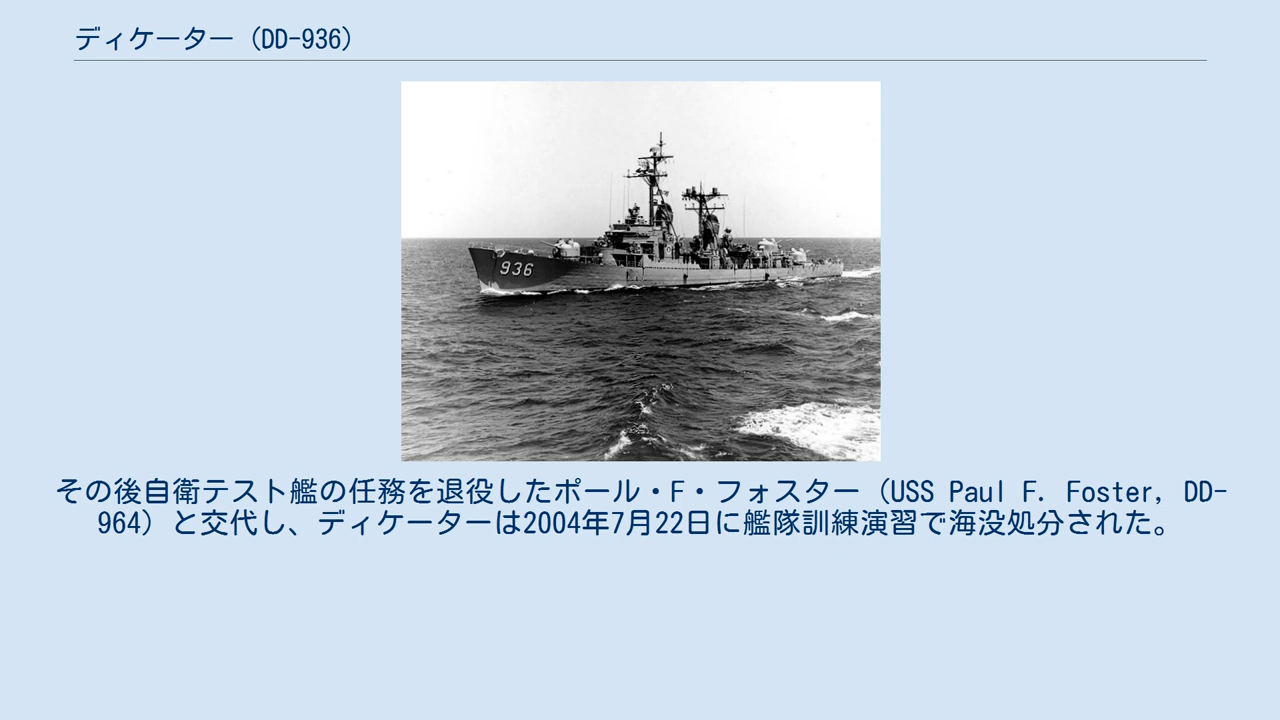 ディケーター（DD-936）
936
その後自衛テスト艦の任務を退役したポール・F・フォスター（USS Paul F. Foster, DD-
964）と交代し、ディケーターは2004年7月22日に艦隊訓練演習で海没処分された。